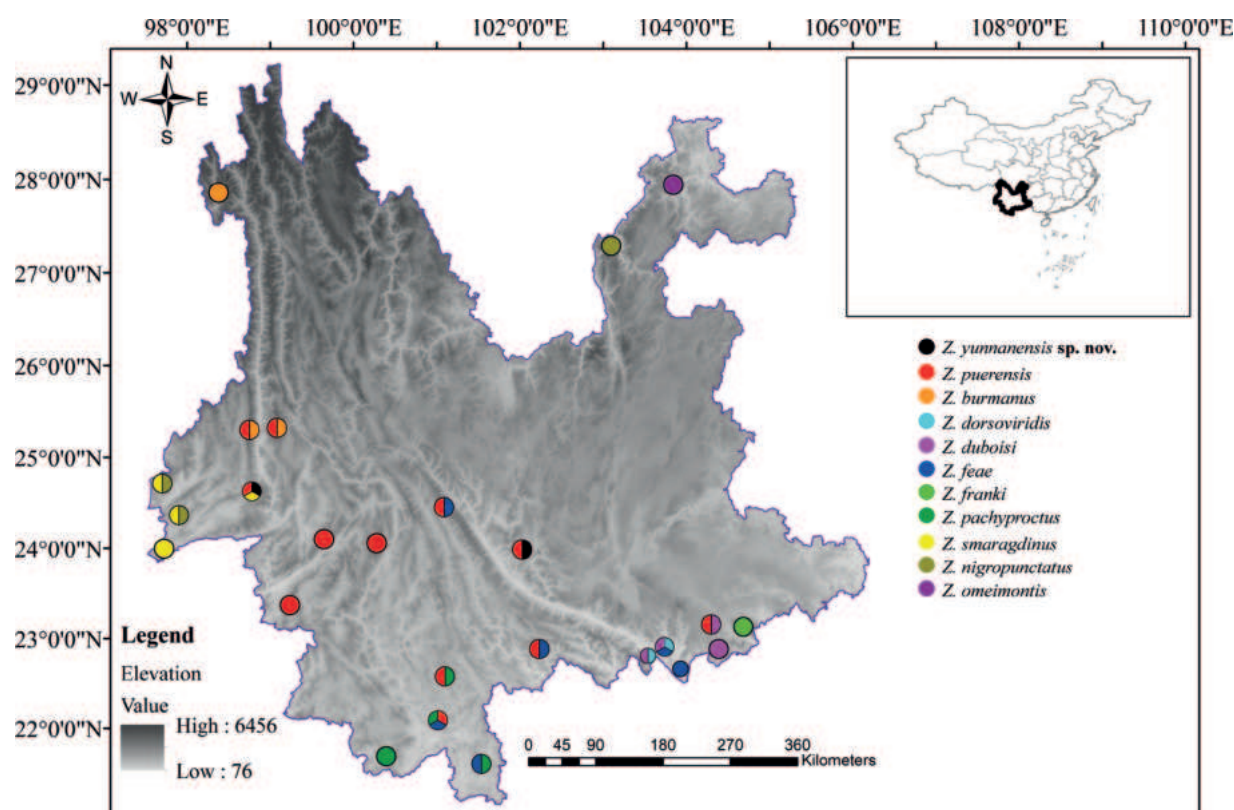 98°0'0"E 100°0'0"E 102°0'0"E 104°0'0"E 106°0'0"E 108°0'0"E 110°0'0"E
29°0'0"N
28°0'0"N
27°0'0"N
26°0'0"N
25°0'0"N
24°0'0"N
23°0'0"N
22°0'0"N
N
W E
S
Z. yunnanensis sp. nov.
Z. puerensis
Z. burmanus
Z. dorsoviridis
Z. duboisi
Z. feae
Z. franki
Z. pachyproctus
Z. smaragdinus
Z. nigropunctatus
Z. omeimontis
Legend
Elevation
Value
High : 6456
Low : 76
0 45 90 180 270 360
Kilometers